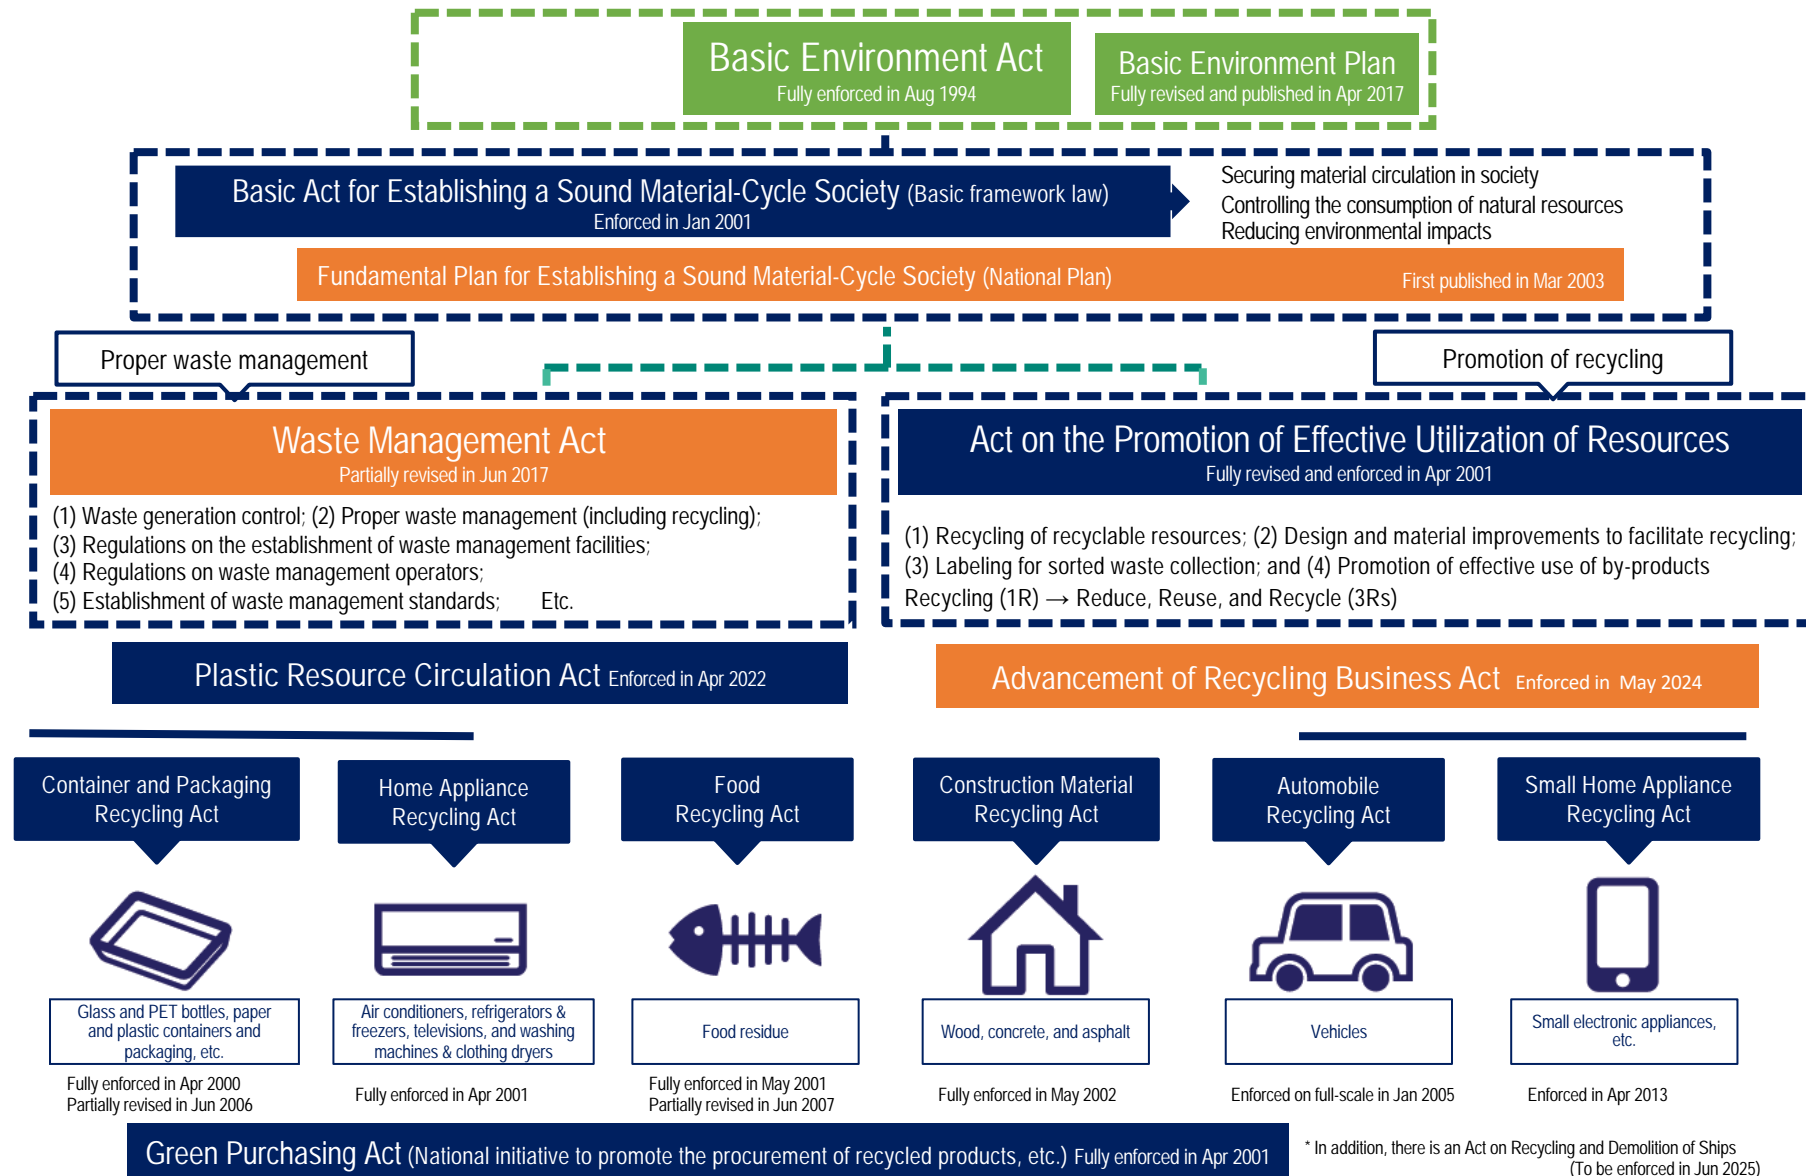 Basic Environment Act
Fully enforced in Aug 1994
Basic Environment Plan
Fully revised and published in Apr 2017
Basic Act for Establishing a Sound Material-Cycle Society (Basic framework law)
Enforced in Jan 2001
Securing material circulation in society
Controlling the consumption of natural resources
Reducing environmental impacts
Fundamental Plan for Establishing a Sound Material-Cycle Society (National Plan)
First published in Mar 2003
Proper waste management
Promotion of recycling
Waste Management Act
Partially revised in Jun 2017
(1) Waste generation control; (2) Proper waste management (including recycling);
(3) Regulations on the establishment of waste management facilities;
(4) Regulations on waste management operators;
(5) Establishment of waste management standards; Etc.
Act on the Promotion of Effective Utilization of Resources
Fully revised and enforced in Apr 2001
(1) Recycling of recyclable resources; (2) Design and material improvements to facilitate recycling;
(3) Labeling for sorted waste collection; and (4) Promotion of effective use of by-products
Recycling (1R) → Reduce, Reuse, and Recycle (3Rs)
Plastic Resource Circulation Act Enforced in Apr 2022
Advancement of Recycling Business Act Enforced in May 2024
Container and Packaging
Recycling Act
Home Appliance
Recycling Act
Food
Recycling Act
Construction Material
Recycling Act
Automobile
Recycling Act
Small Home Appliance
Recycling Act
Glass and PET bottles, paper
and plastic containers and
packaging, etc.
Air conditioners, refrigerators &
freezers, televisions, and washing
machines & clothing dryers
Food residue
Wood, concrete, and asphalt
Vehicles
Small electronic appliances,
etc.
Fully enforced in Apr 2000
Partially revised in Jun 2006
Fully enforced in Apr 2001
Fully enforced in May 2001
Partially revised in Jun 2007
Fully enforced in May 2002
Enforced on full-scale in Jan 2005
Enforced in Apr 2013
Green Purchasing Act (National initiative to promote the procurement of recycled products, etc.) Fully enforced in Apr 2001
* In addition, there is an Act on Recycling and Demolition of Ships
(To be enforced in Jun 2025)